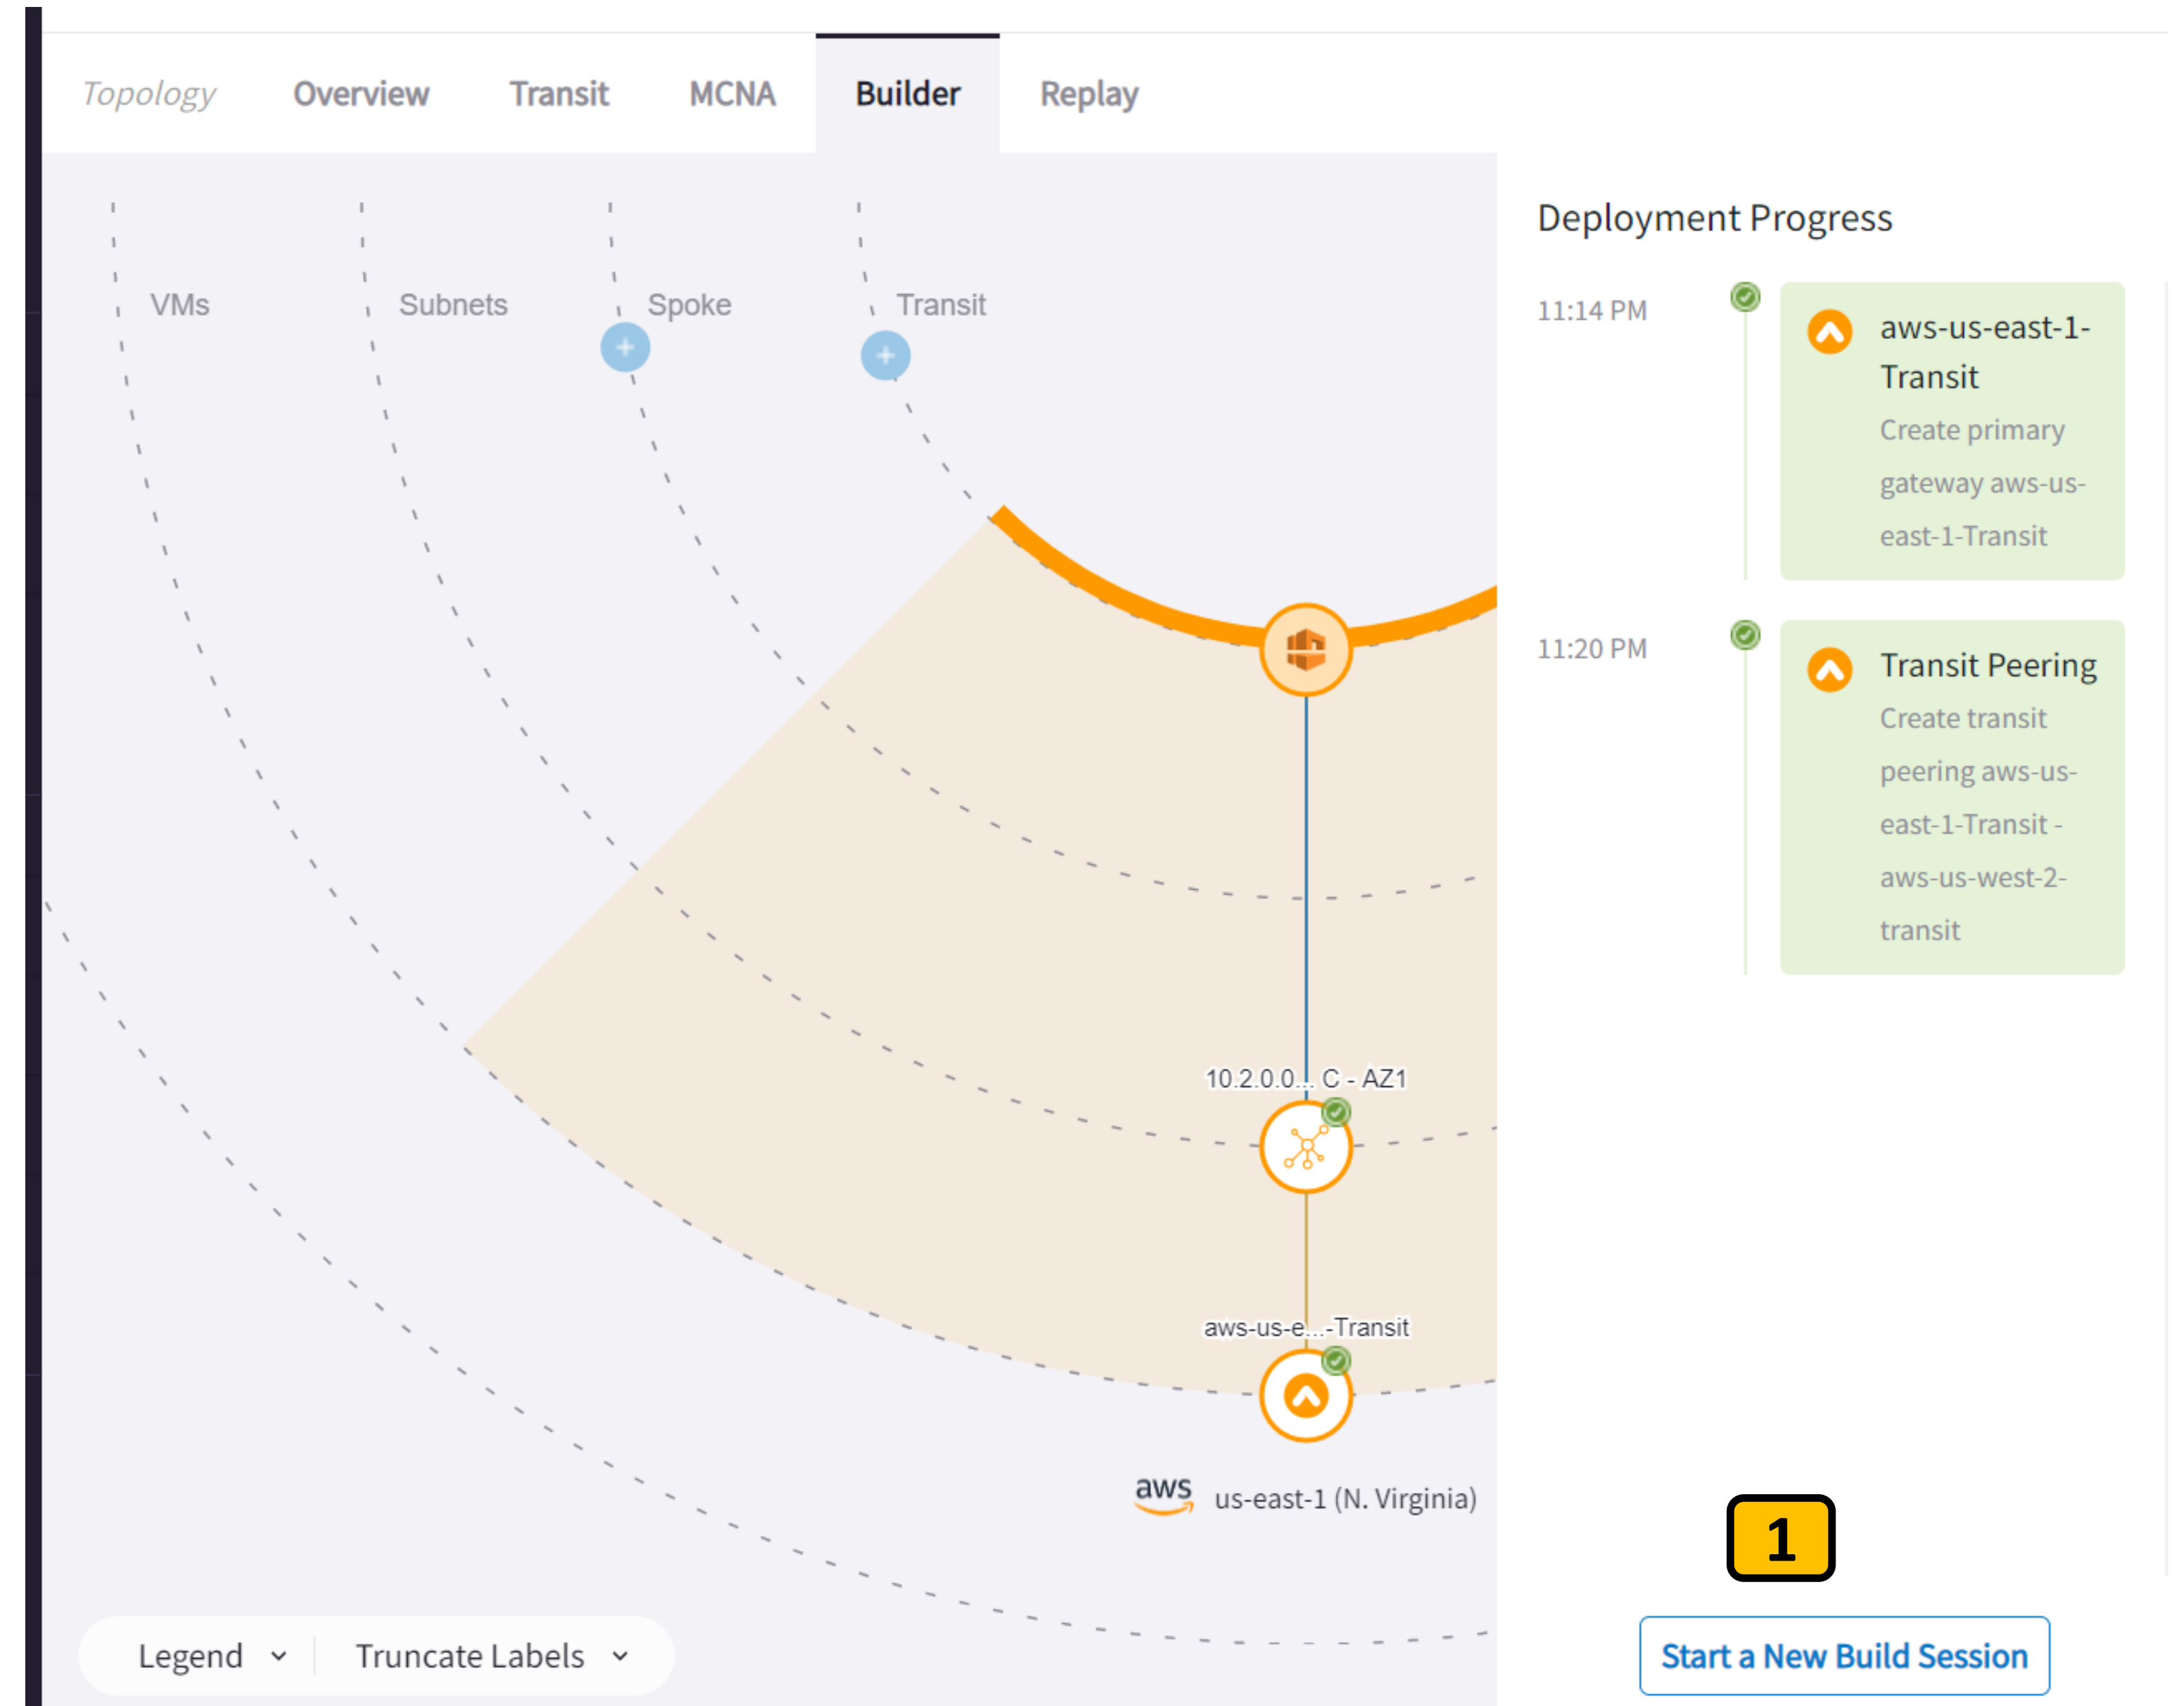 Topology Overview Transit MCNA Builder Replay
VMs Subnets Spoke Transit
10.2.0.0... C - AZ1
aws-us-e...-Transit
aws us-east-1 (N. Virginia)
Legend Truncate Labels
Deployment Progress
11:14 PM
aws-us-east-1-
Transit
Create primary
gateway aws-us-
east-1-Transit
11:20 PM
Transit Peering
Create transit
peering aws-us-
east-1-Transit -
aws-us-west-2-
transit
1
Start a New Build Session